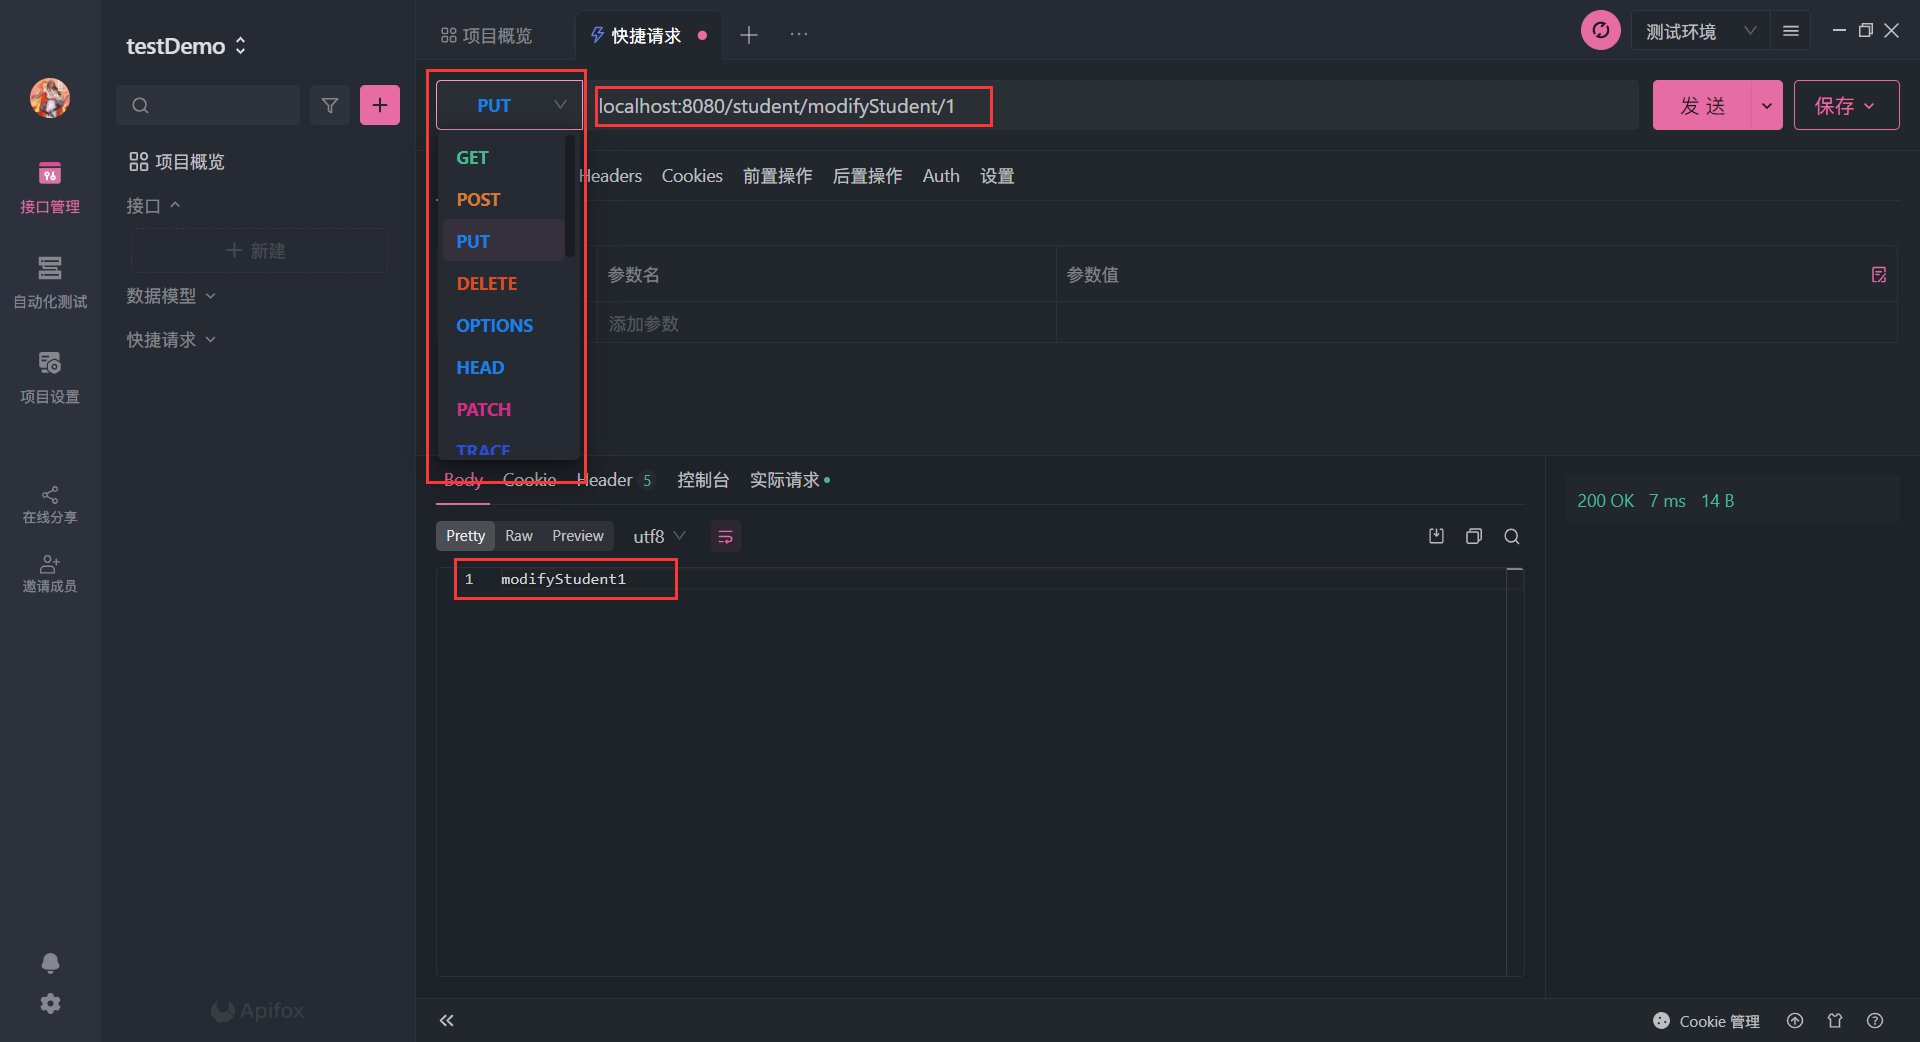 testDemo
项目概览
快捷请求
测试环境
PUT
localhost:8080/student/modifyStudent/1
发 送
保存
GET
POST
PUT
DELETE
OPTIONS
HEAD
PATCH
TRACE
Headers
Cookies
前置操作
后置操作
Auth
设置
参数名
参数值
添加参数
项目概览
接口
新建
数据模型
快捷请求
接口管理
自动化测试
项目设置
在线分享
邀请成员
Body
Cookie
Header 5
控制台
实际请求
200 OK 7 ms 14 B
Pretty
Raw
Preview
utf8
1 modifyStudent1
Apifox
Cookie 管理